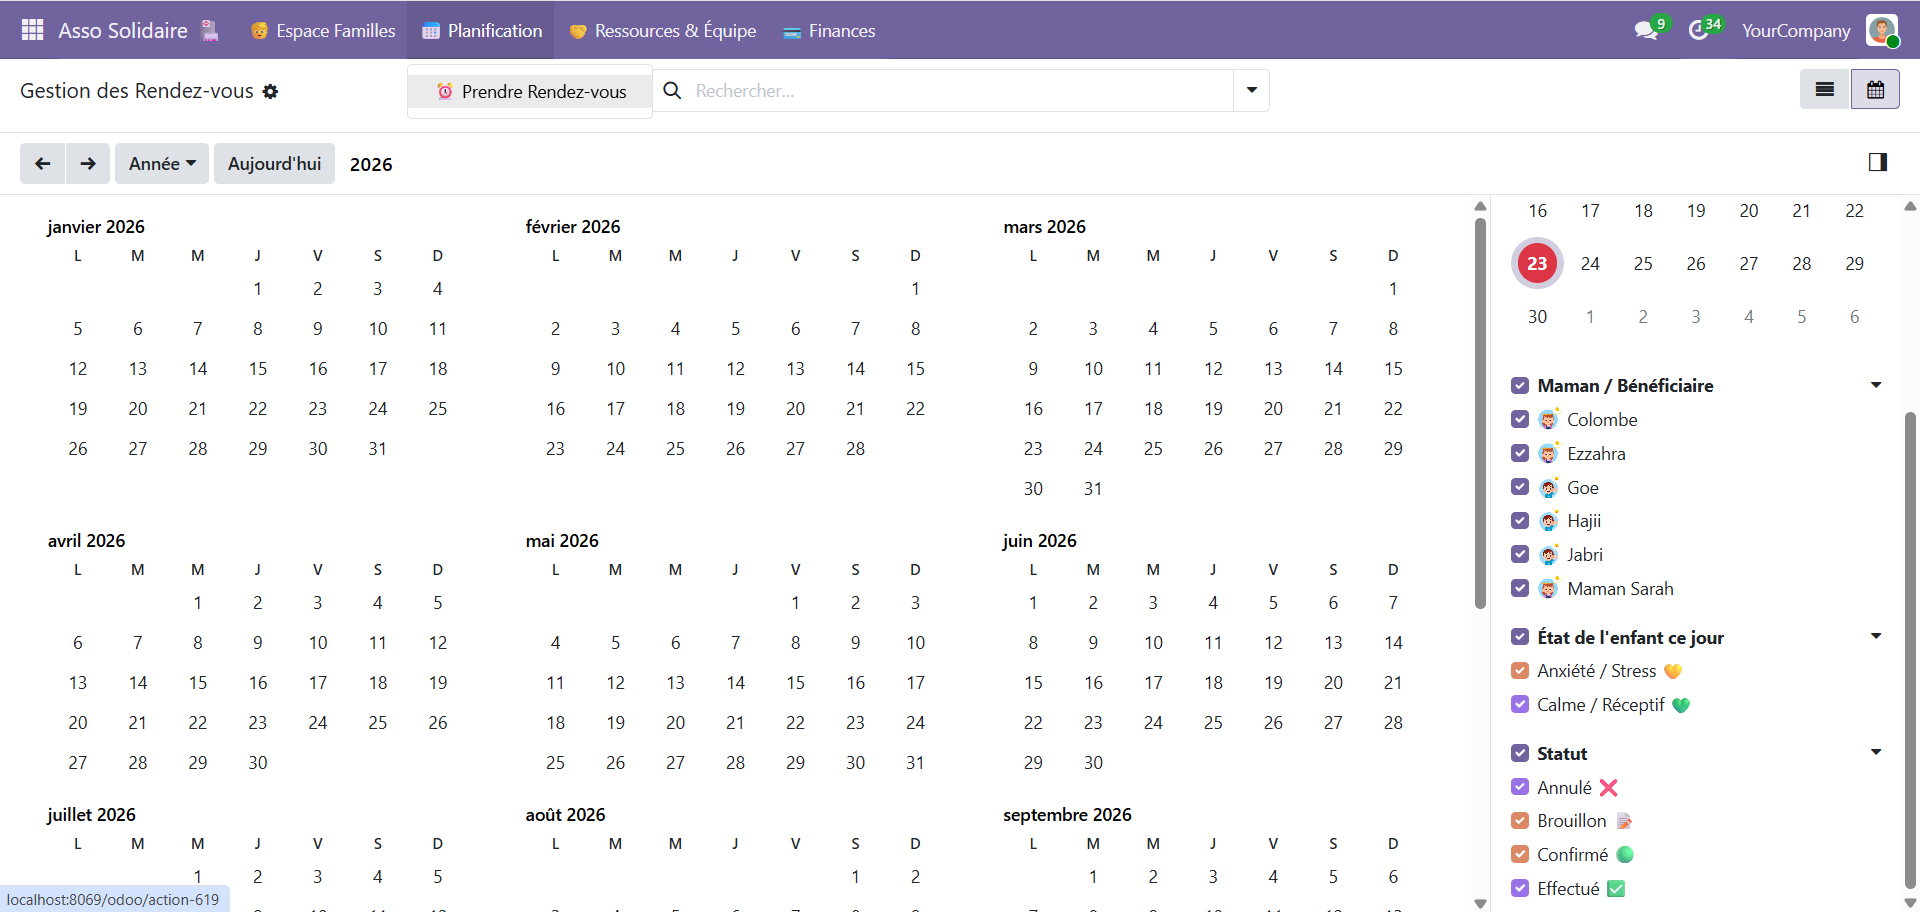 Asso Solidaire Espace Familles Planification Ressources & Équipe Finances 9 34 YourCompany
Gestion des Rendez-vous Prendre Rendez-vous Rechercher...
Année Aujourd'hui 2026
janvier 2026
L M M J V S D
1 2 3 4
5 6 7 8 9 10 11
12 13 14 15 16 17 18
19 20 21 22 23 24 25
26 27 28 29 30 31
février 2026
L M M J V S D
1
2 3 4 5 6 7 8
9 10 11 12 13 14 15
16 17 18 19 20 21 22
23 24 25 26 27 28
mars 2026
L M M J V S D
1
2 3 4 5 6 7 8
9 10 11 12 13 14 15
16 17 18 19 20 21 22
23 24 25 26 27 28 29
30 31
avril 2026
L M M J V S D
1 2 3 4 5
6 7 8 9 10 11 12
13 14 15 16 17 18 19
20 21 22 23 24 25 26
27 28 29 30
mai 2026
L M M J V S D
1 2 3
4 5 6 7 8 9 10
11 12 13 14 15 16 17
18 19 20 21 22 23 24
25 26 27 28 29 30 31
juin 2026
L M M J V S D
1 2 3 4 5 6 7
8 9 10 11 12 13 14
15 16 17 18 19 20 21
22 23 24 25 26 27 28
29 30
juillet 2026
L M M J V S D
1 2 3 4 5
août 2026
L M M J V S D
1 2
septembre 2026
L M M J V S D
1 2 3 4 5 6
16 17 18 19 20 21 22
23 24 25 26 27 28 29
30 1 2 3 4 5 6
Maman / Bénéficiaire
Colombe
Ezzahra
Goe
Hajii
Jabri
Maman Sarah
État de l'enfant ce jour
Anxiété / Stress
Calme / Réceptif
Statut
Annulé
Brouillon
Confirmé
Effectué
localhost:8069/odoo/action-619